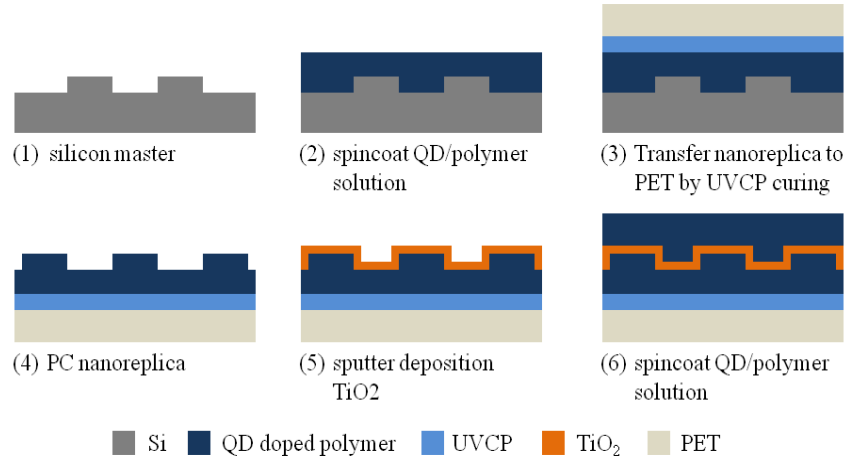 (1) silicon master
(2) spincoat QD/polymer
solution
(3) Transfer nanoreplica to
PET by UVCP curing
(4) PC nanoreplica
(5) sputter deposition
TiO2
(6) spincoat QD/polymer
solution
Si QD doped polymer UVCP TiO₂ PET